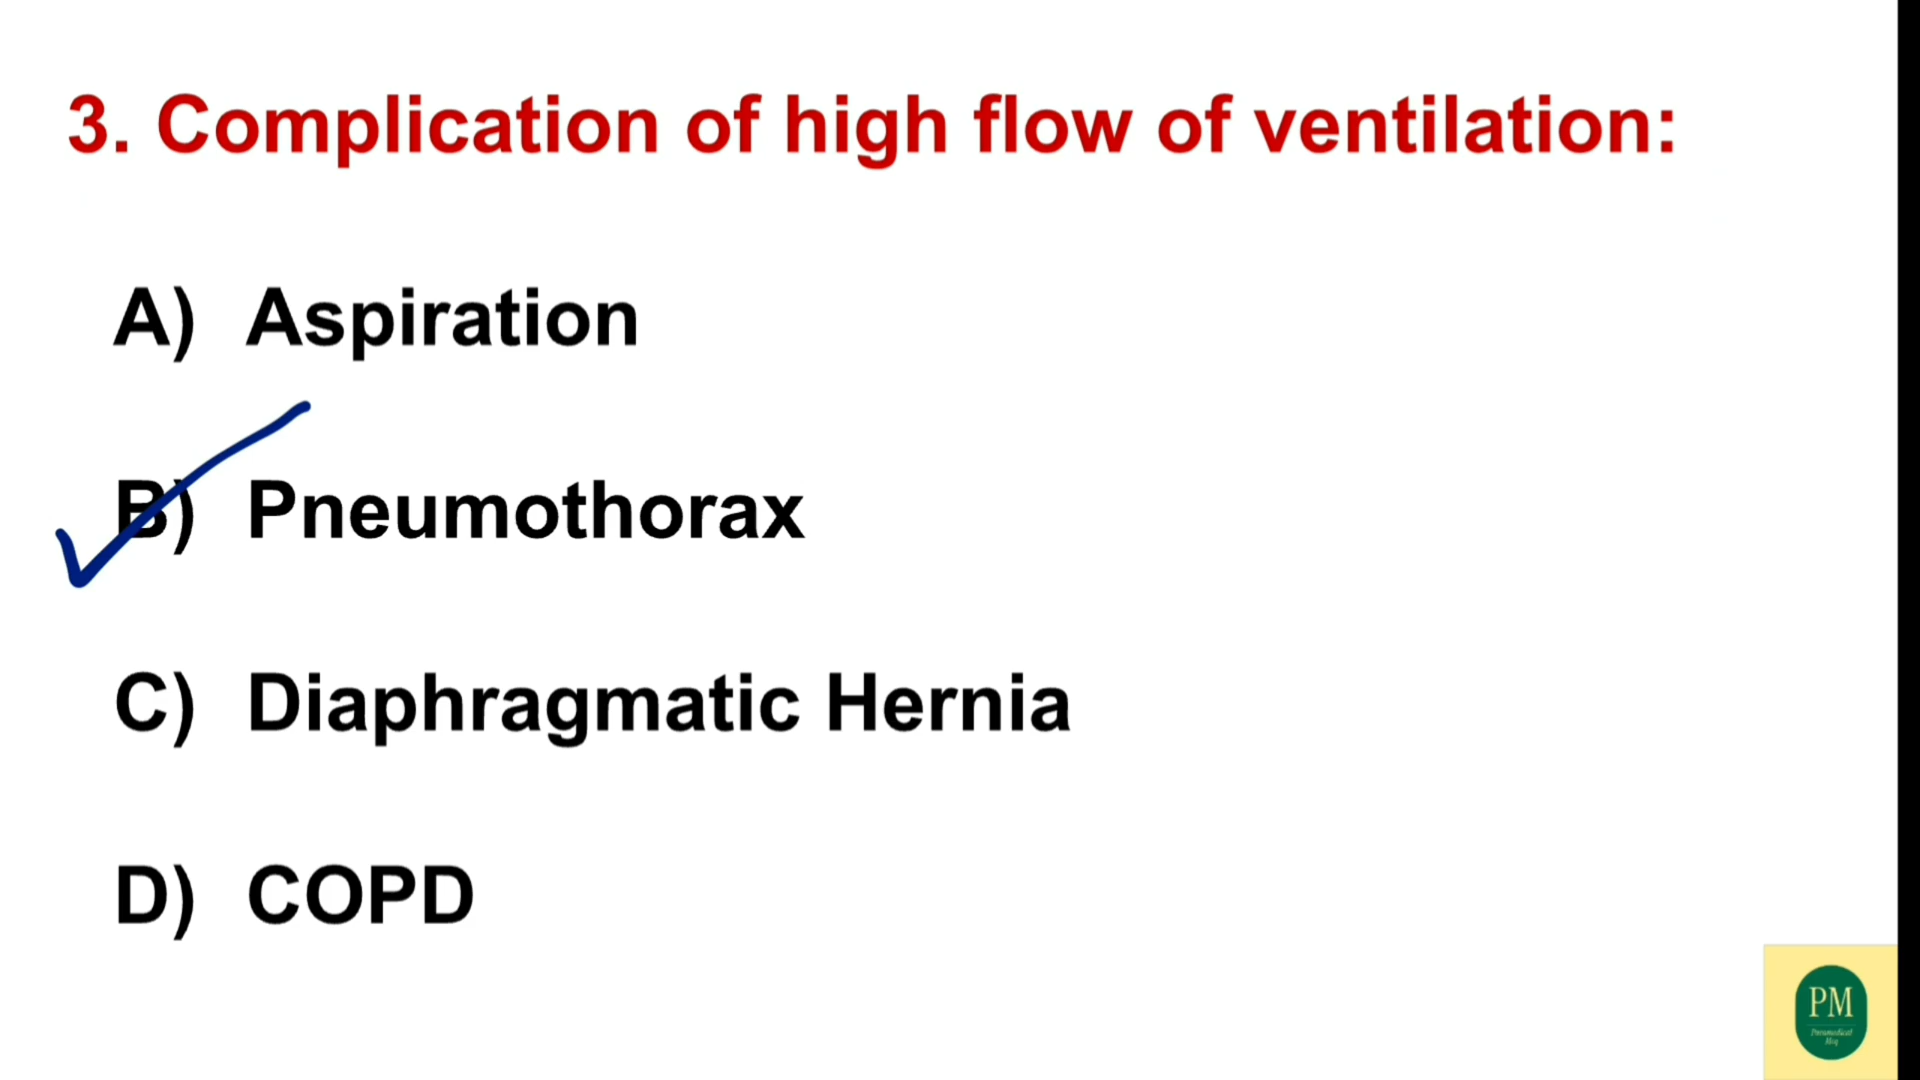 3. Complication of high flow of ventilation:
A) Aspiration
B) Pneumothorax
C) Diaphragmatic Hernia
D) COPD
PM